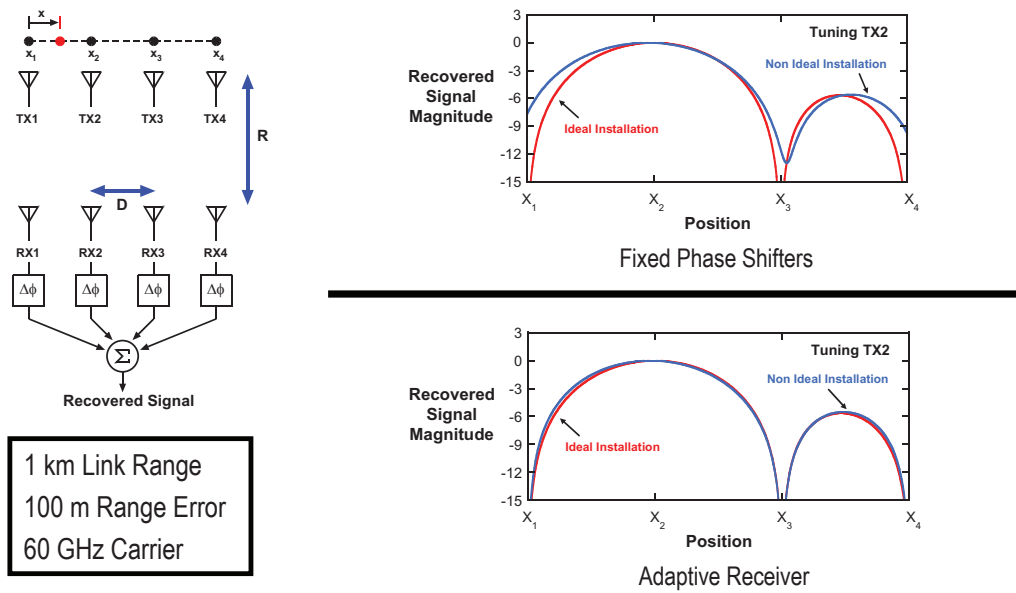 x
x1 x2 x3 x4
TX1 TX2 TX3 TX4
R
D
RX1 RX2 RX3 RX4
Δϕ Δϕ Δϕ Δϕ
Σ
Recovered Signal
1 km Link Range
100 m Range Error
60 GHz Carrier
3
0
-3
-6
-9
-12
-15
Recovered
Signal
Magnitude
Tuning TX2
Non Ideal Installation
Ideal Installation
X1 X2 X3 X4
Position
Fixed Phase Shifters
3
0
-3
-6
-9
-12
-15
Recovered
Signal
Magnitude
Tuning TX2
Non Ideal Installation
Ideal Installation
X1 X2 X3 X4
Position
Adaptive Receiver